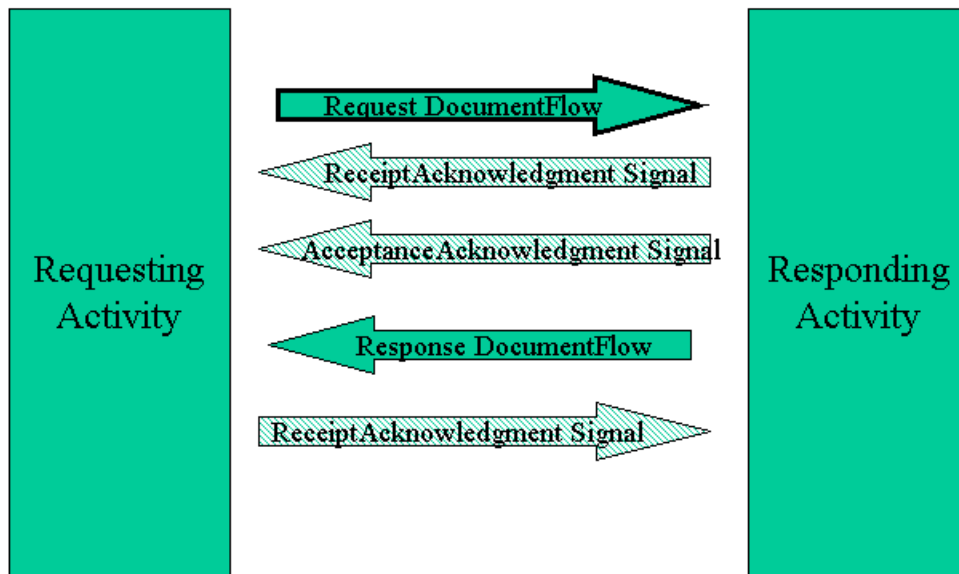 Request DocumentFlow
ReceiptAcknowledgment Signal
AcceptanceAcknowledgment Signal
Requesting
Activity
Responding
Activity
Response DocumentFlow
ReceiptAcknowledgment Signal